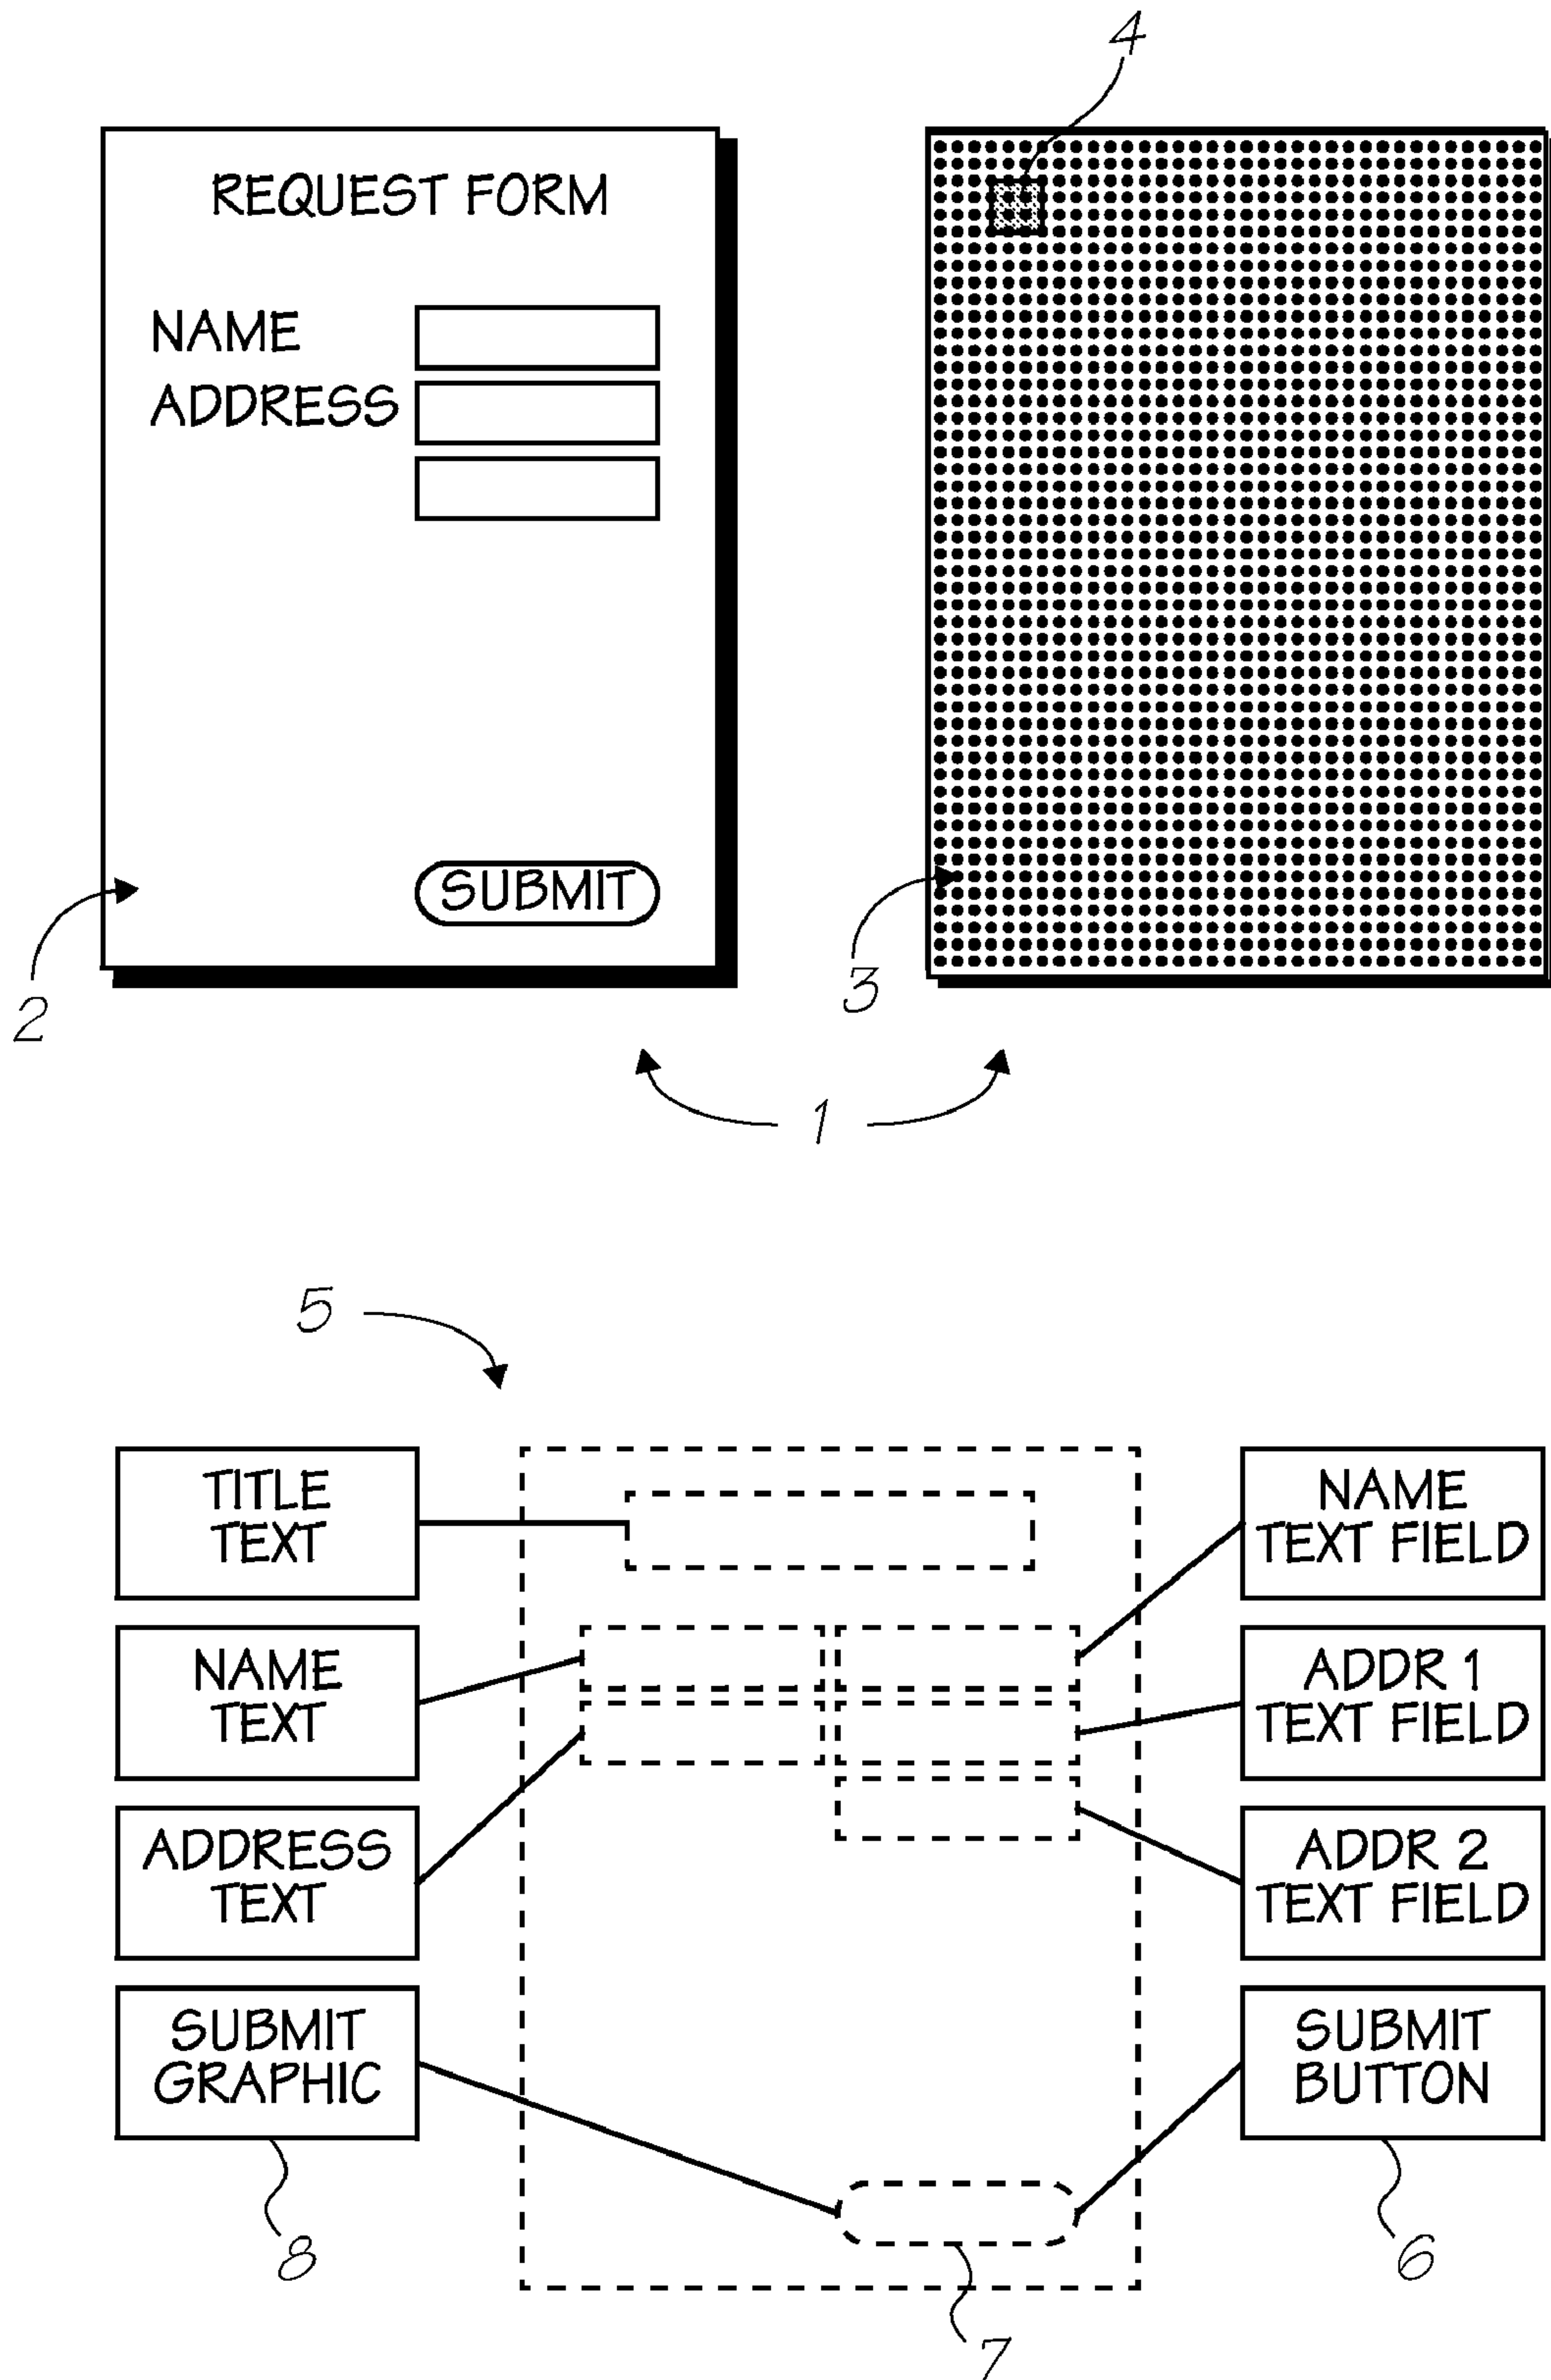 4
REQUEST FORM
NAME
ADDRESS
SUBMIT
2
3
1
5
TITLE
TEXT
NAME
TEXT
ADDRESS
TEXT
SUBMIT
GRAPHIC
NAME
TEXT FIELD
ADDR 1
TEXT FIELD
ADDR 2
TEXT FIELD
SUBMIT
BUTTON
8
7
6